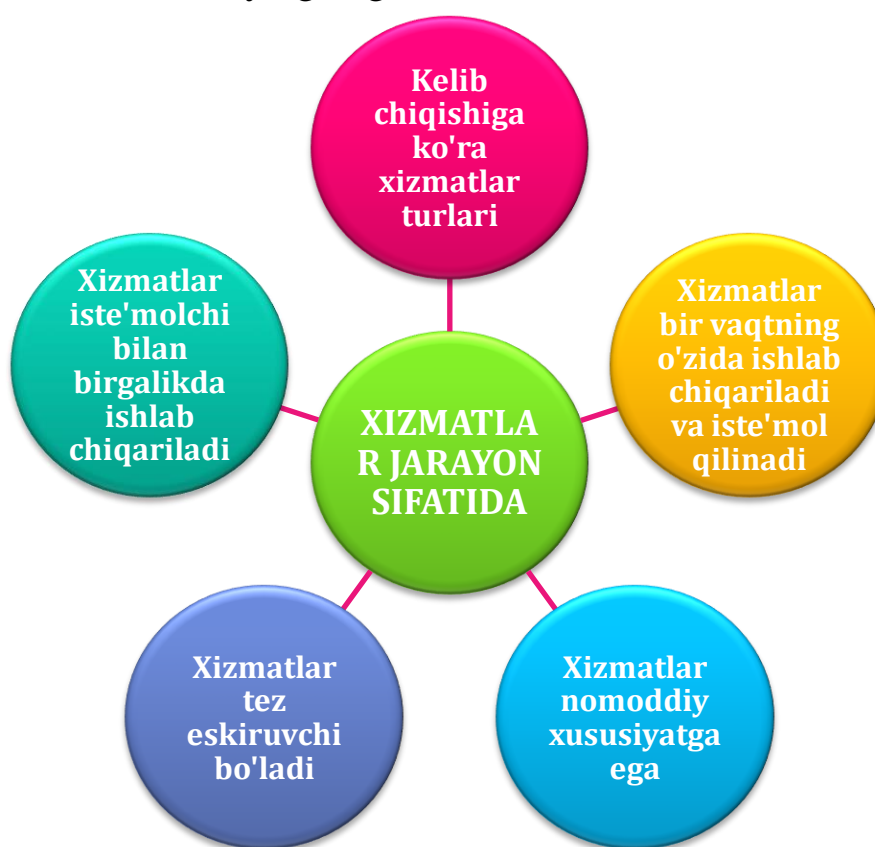 Kelib
chiqishiga
ko'ra
xizmatlar
turlari
Xizmatlar
iste'molchi
bilan
birgalikda
ishlab
chiqariladi
Xizmatlar
bir vaqtning
o'zida ishlab
chiqariladi
va iste'mol
qilinadi
XIZMATLA
R JARAYON
SIFATIDA
Xizmatlar
tez
eskiruvchi
bo'ladi
Xizmatlar
nomoddiy
xususiyatga
ega